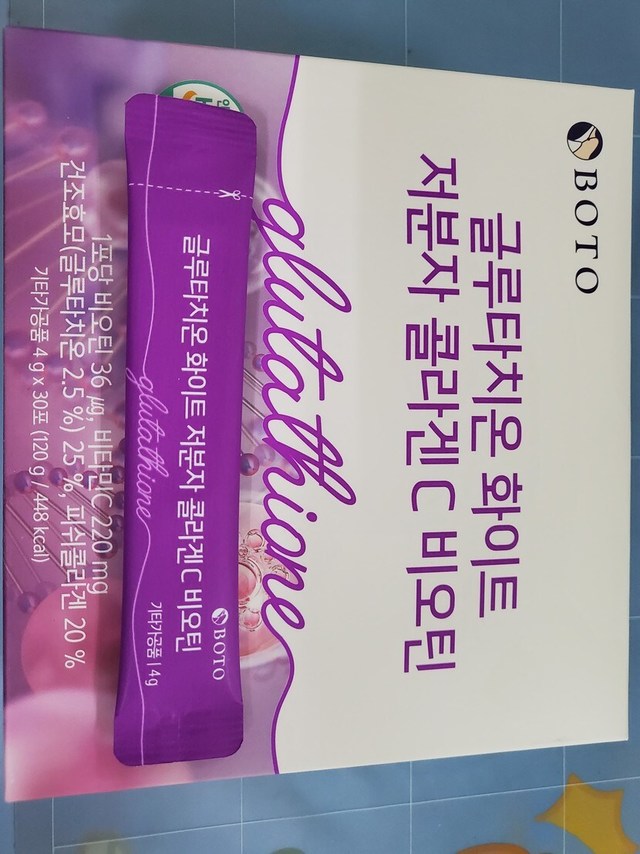 BOTO
글루타치온 화이트
저분자 콜라겐 C 비오틴
glutathione
1포당 비오틴 36 ㎍, 비타민C 220 mg
건조효모(글루타치온 2.5 %) 25 %, 피쉬콜라겐 20 %
기타가공품 4 g x 30포 (120 g / 448 kcal)
BOTO
글루타치온 화이트 저분자 콜라겐 C 비오틴
glutathione
기타가공품 | 4g